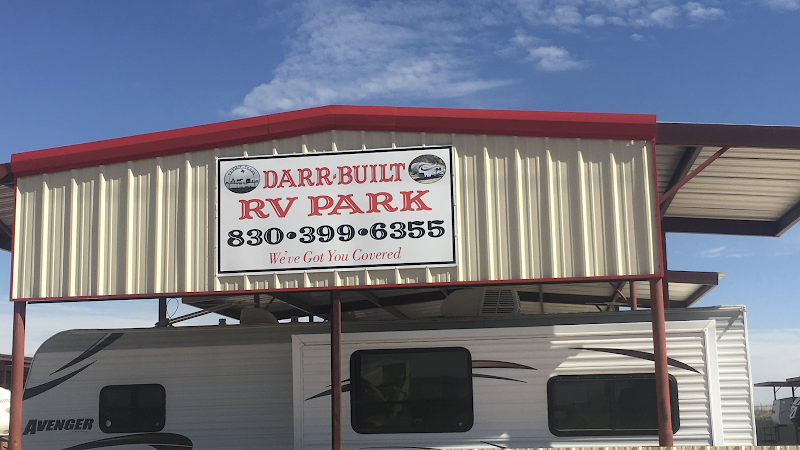 DARR-BUILT
RV PARK
830•399•6355
We've Got You Covered
AVENGER